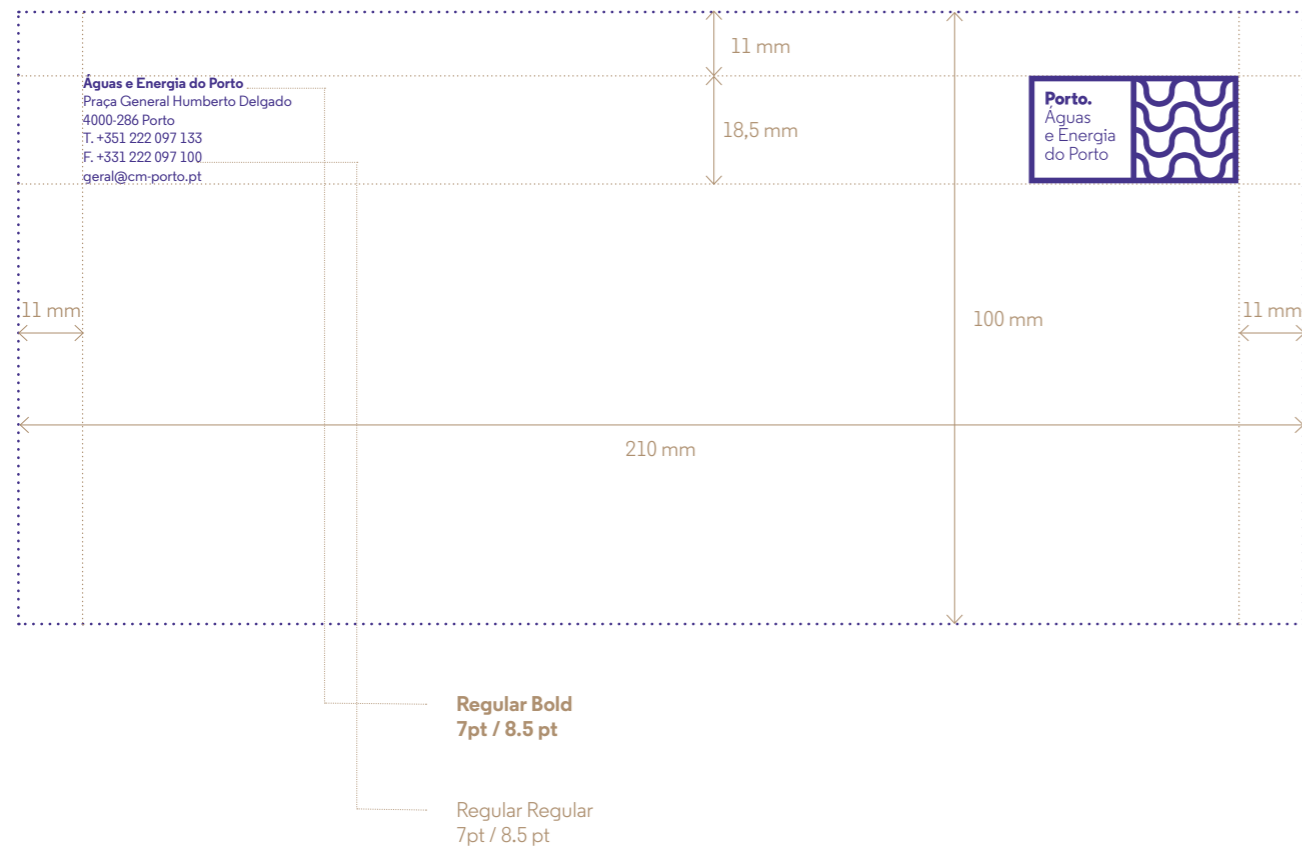 11 mm
Águas e Energia do Porto
Praça General Humberto Delgado
4000-286 Porto
T. +351 222 097 133
F. +331 222 097 100
geral@cm-porto.pt
18,5 mm
Porto.
Águas
e Energia
do Porto
11 mm
100 mm
11 mm
210 mm
Regular Bold
7pt / 8.5 pt
Regular Regular
7pt / 8.5 pt